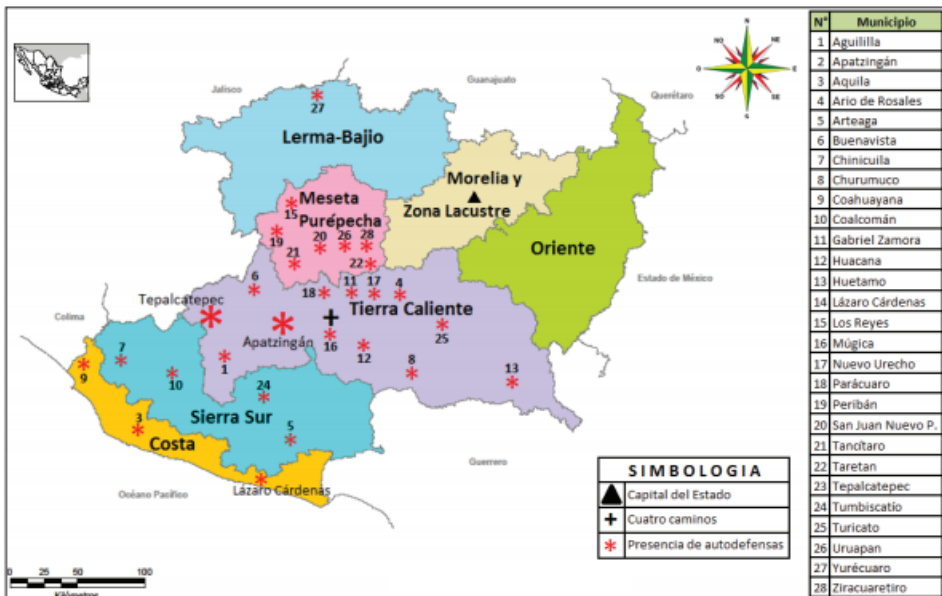 Jalisco
Guanajuato
Querétaro
NO
NE
O
E
SO
SE
S
27
Lerma-Bajio
Morelia y
Zona Lacustre
Meseta
Purépecha
15
19
20
26
28
21
22
Oriente
Estado de México
6
18
11
17
4
Tepalcatepec
Tierra Caliente
Colima
Apatzingán
16
25
12
7
1
8
13
9
10
24
Sierra Sur
3
5
Costa
Guerrero
Lázaro Cárdenas
Océano Pacífico
SIMBOLOGIA
Capital del Estado
Cuatro caminos
Presencia de autodefensas
0 25 50 100
Kilómetros
N° Municipio
1 Aguililla
2 Apatzingán
3 Aquila
4 Ario de Rosales
5 Arteaga
6 Buenavista
7 Chinicuila
8 Churumuco
9 Coahuayana
10 Coalcomán
11 Gabriel Zamora
12 Huacana
13 Huetamo
14 Lázaro Cárdenas
15 Los Reyes
16 Múgica
17 Nuevo Urecho
18 Parácuaro
19 Peribán
20 San Juan Nuevo P.
21 Tancítaro
22 Taretan
23 Tepalcatepec
24 Tumbiscatío
25 Turicato
26 Uruapan
27 Yurécuaro
28 Ziracuaretiro